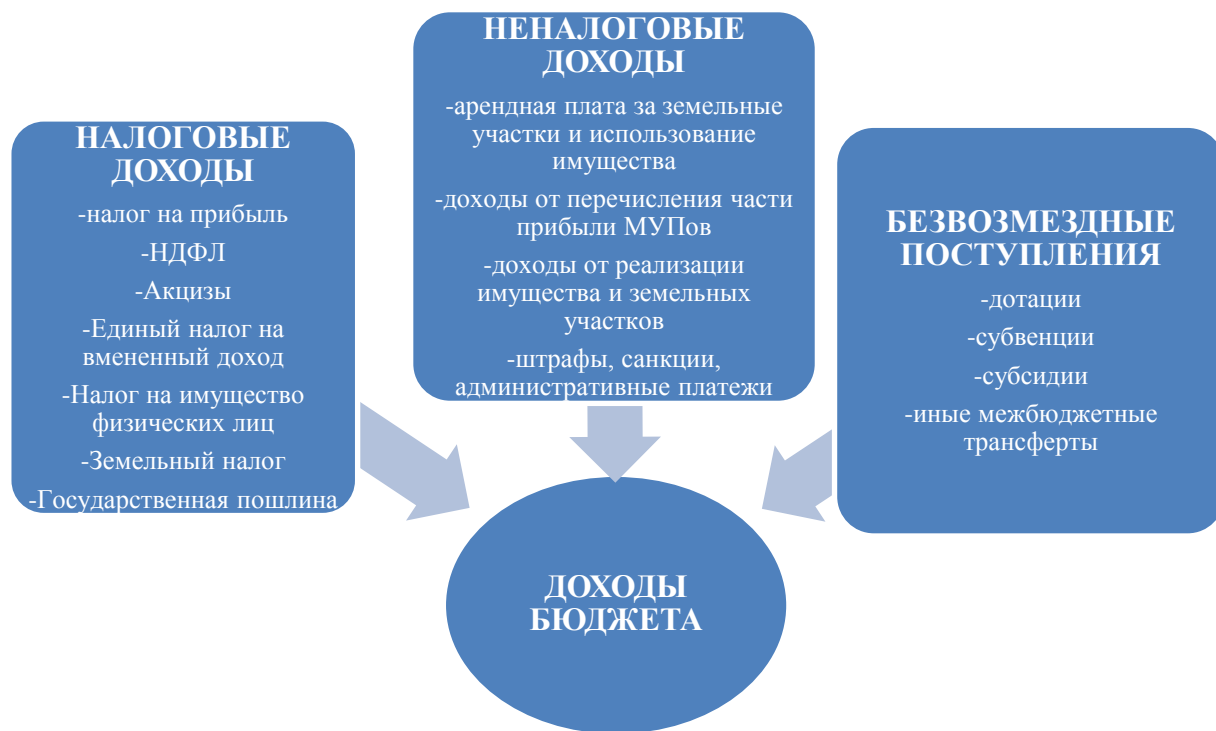 НАЛОГОВЫЕ
ДОХОДЫ
-налог на прибыль
-НДФЛ
-Акцизы
-Единый налог на
вмененный доход
-Налог на имущество
физических лиц
-Земельный налог
-Государственная пошлина
НЕНАЛОГОВЫЕ
ДОХОДЫ
-арендная плата за земельные
участки и использование
имущества
-доходы от перечисления части
прибыли МУПов
-доходы от реализации
имущества и земельных
участков
-штрафы, санкции,
административные платежи
БЕЗВОЗМЕЗДНЫЕ
ПОСТУПЛЕНИЯ
-дотации
-субвенции
-субсидии
-иные межбюджетные
трансферты
ДОХОДЫ
БЮДЖЕТА